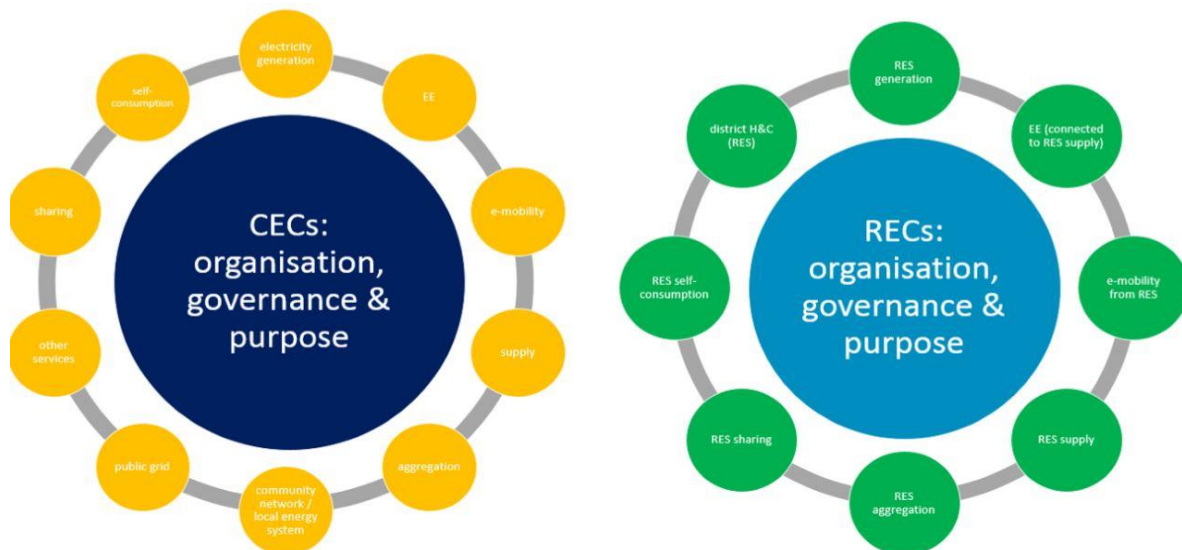 CECs:
organisation,
governance &
purpose
electricity
generation
EE
e-mobility
supply
aggregation
community
network /
local energy
system
public grid
other
services
sharing
self-
consumption
RECs:
organisation,
governance &
purpose
RES
generation
EE (connected
to RES supply)
e-mobility
from RES
RES supply
RES
aggregation
RES sharing
RES self-
consumption
district H&C
(RES)